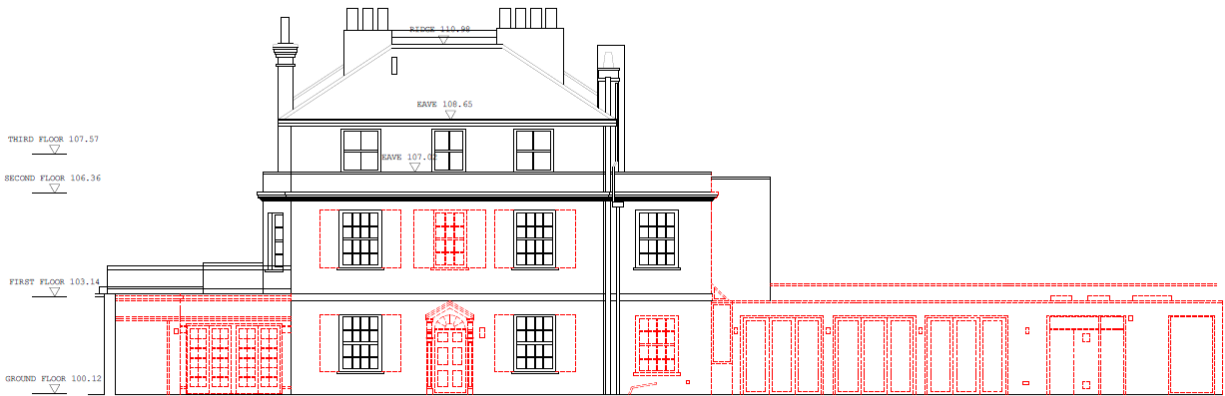 RIDGE 110.98
EAVE 108.65
THIRD FLOOR 107.57
EAVE 107.02
SECOND FLOOR 106.36
FIRST FLOOR 103.14
GROUND FLOOR 100.12